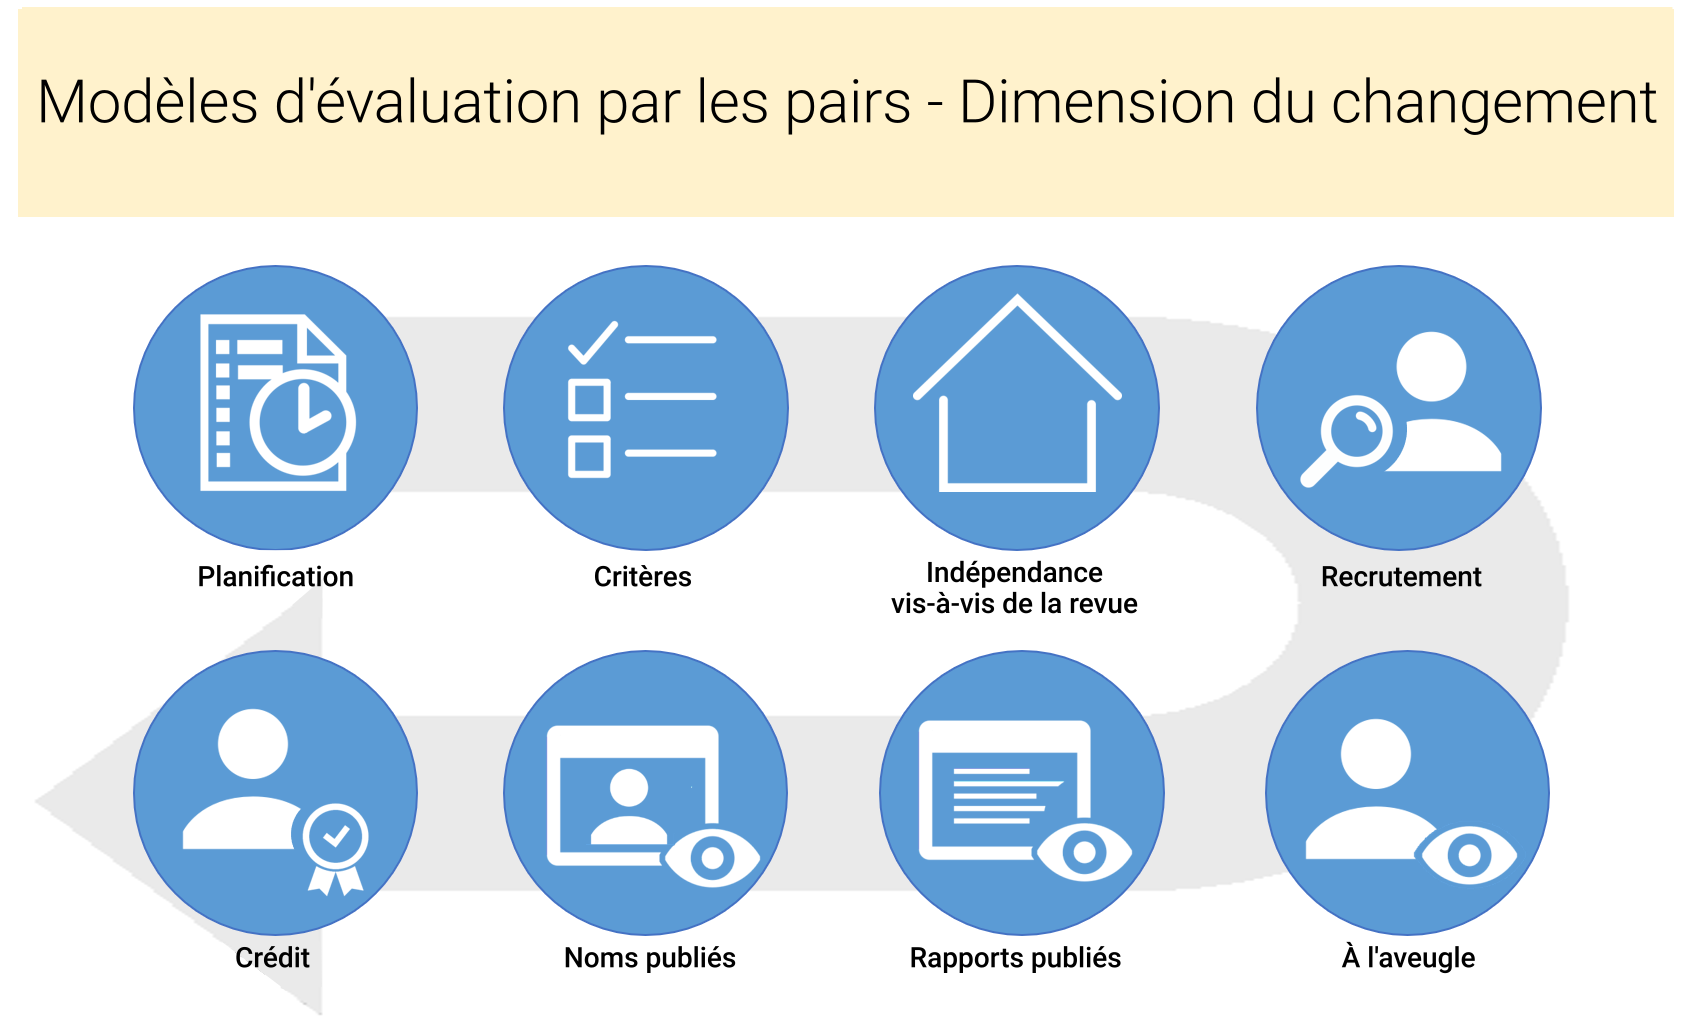 Modèles d'évaluation par les pairs - Dimension du changement
Planification
Critères
Indépendance
vis-à-vis de la revue
Recrutement
Crédit
Noms publiés
Rapports publiés
À l'aveugle